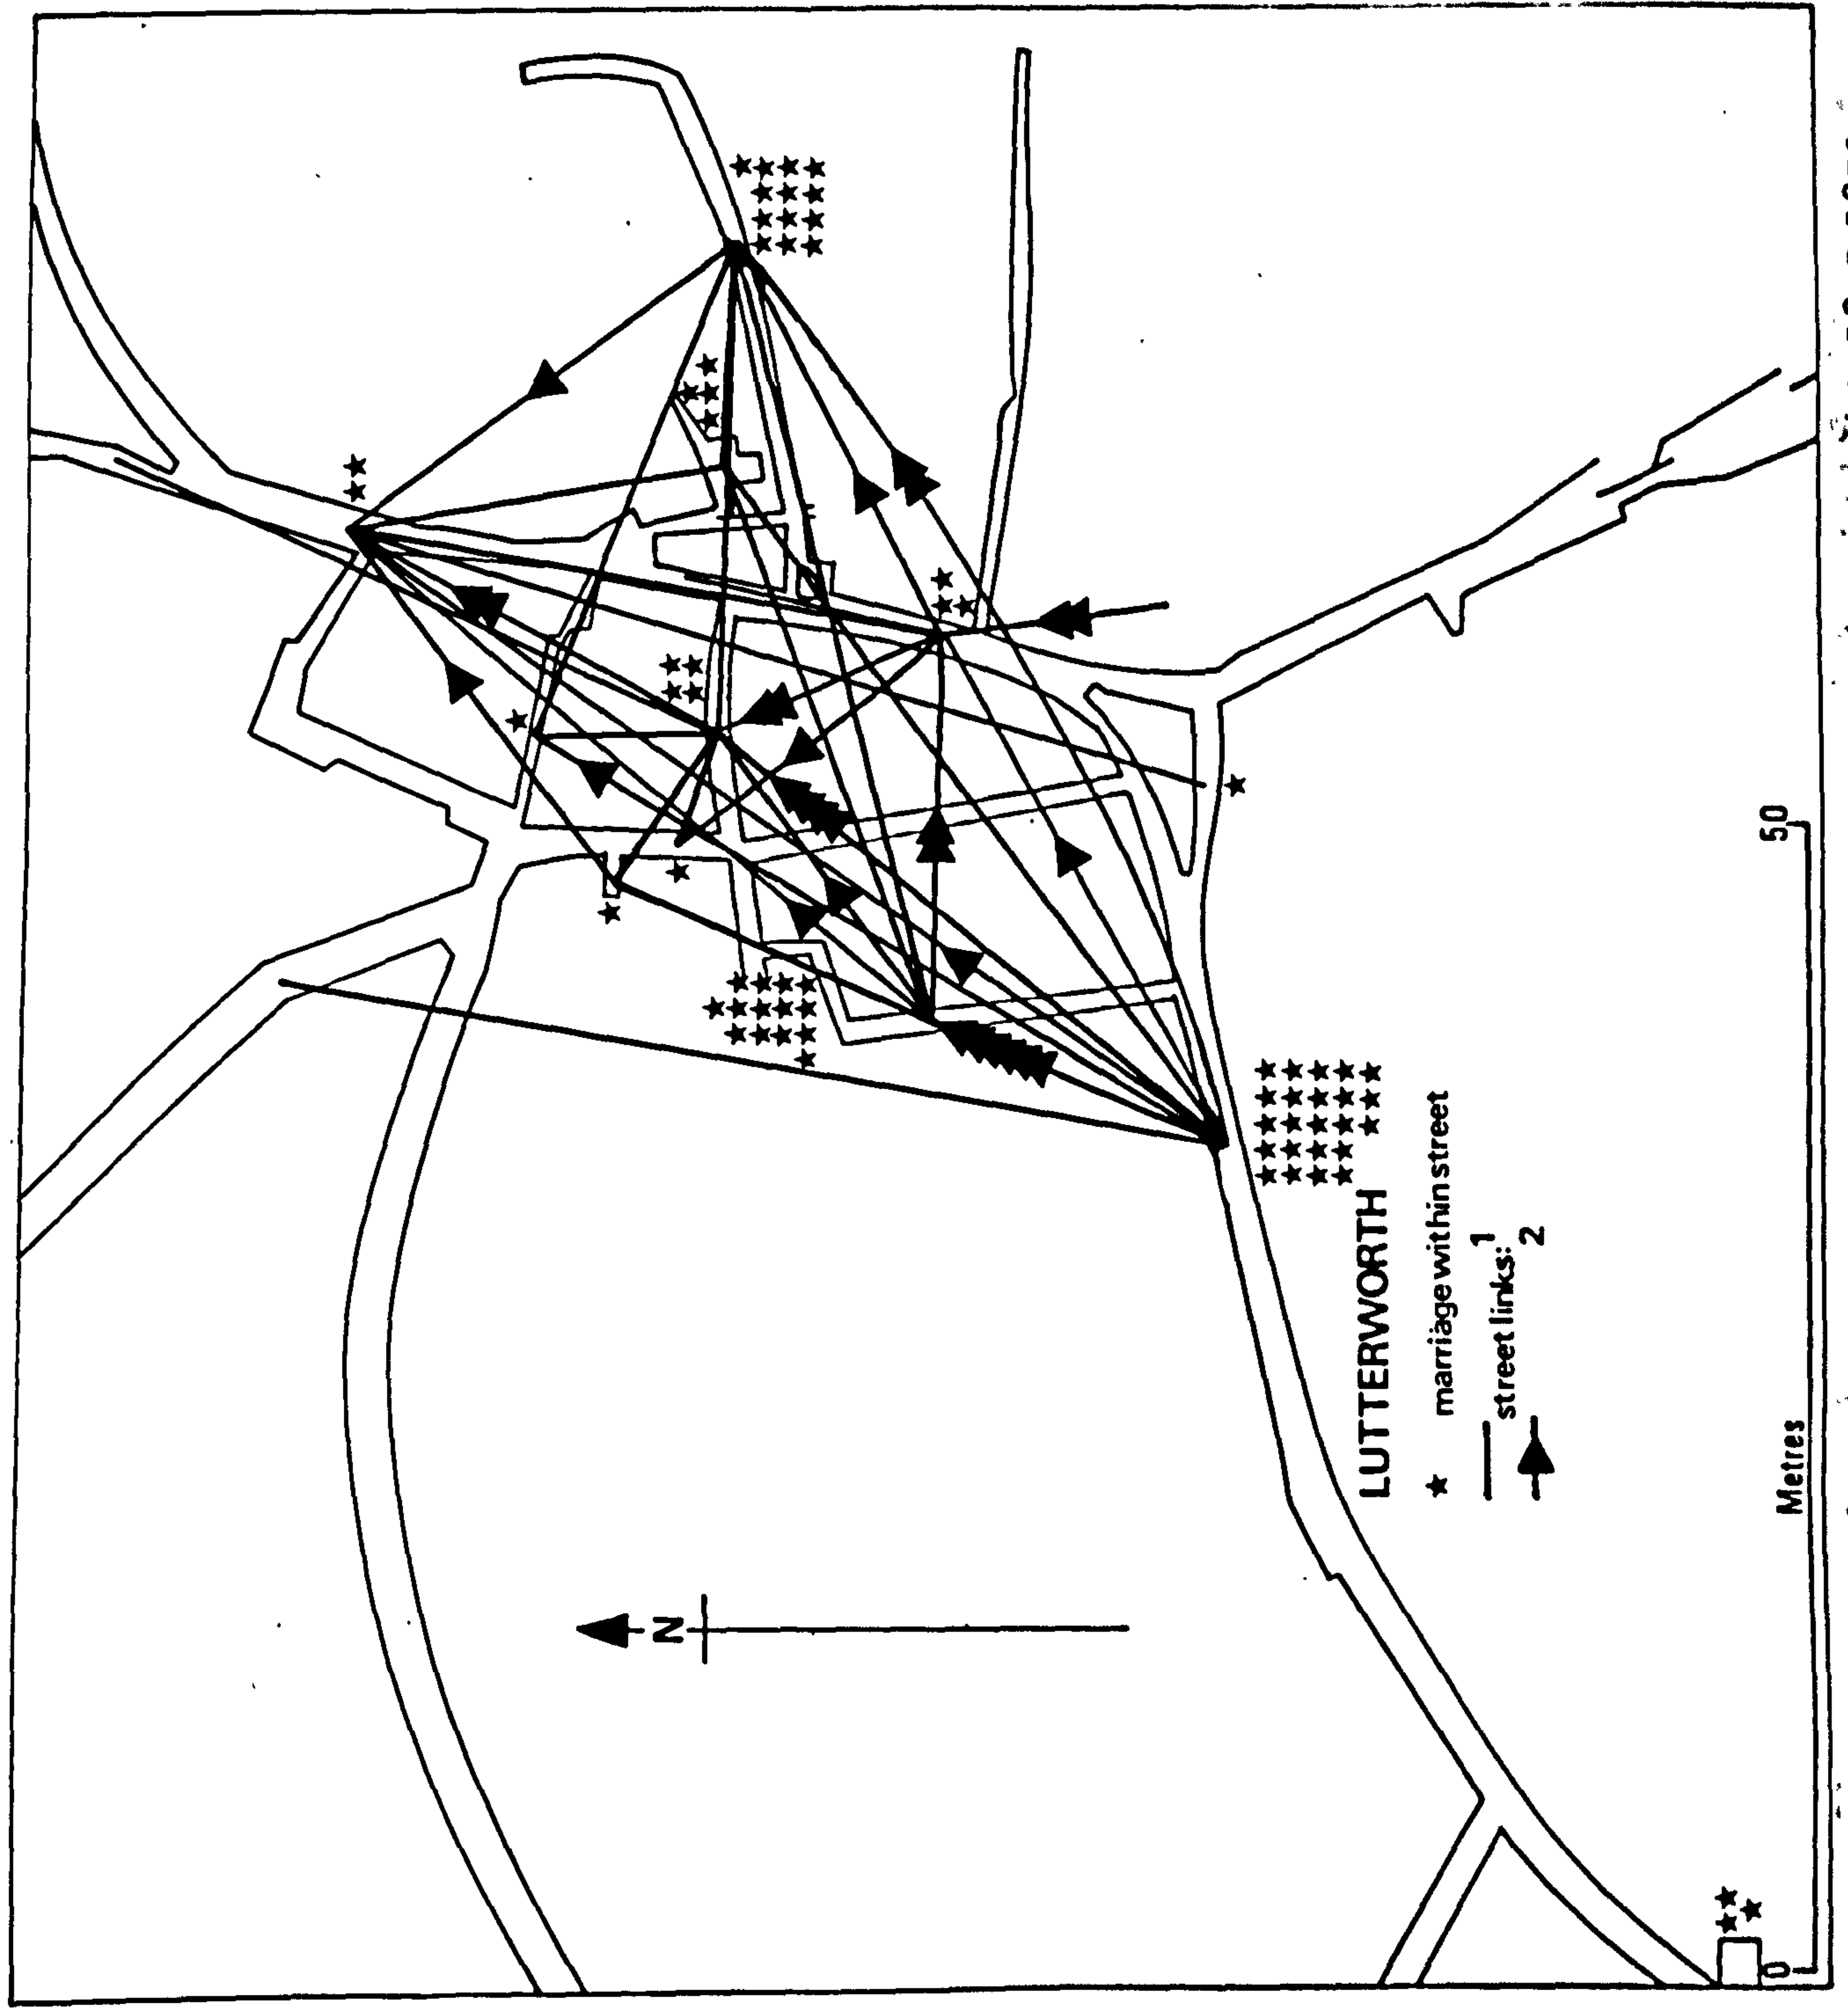 N
LUTTERWORTH
marriage within street
street links: 1
2
Metres
0
50